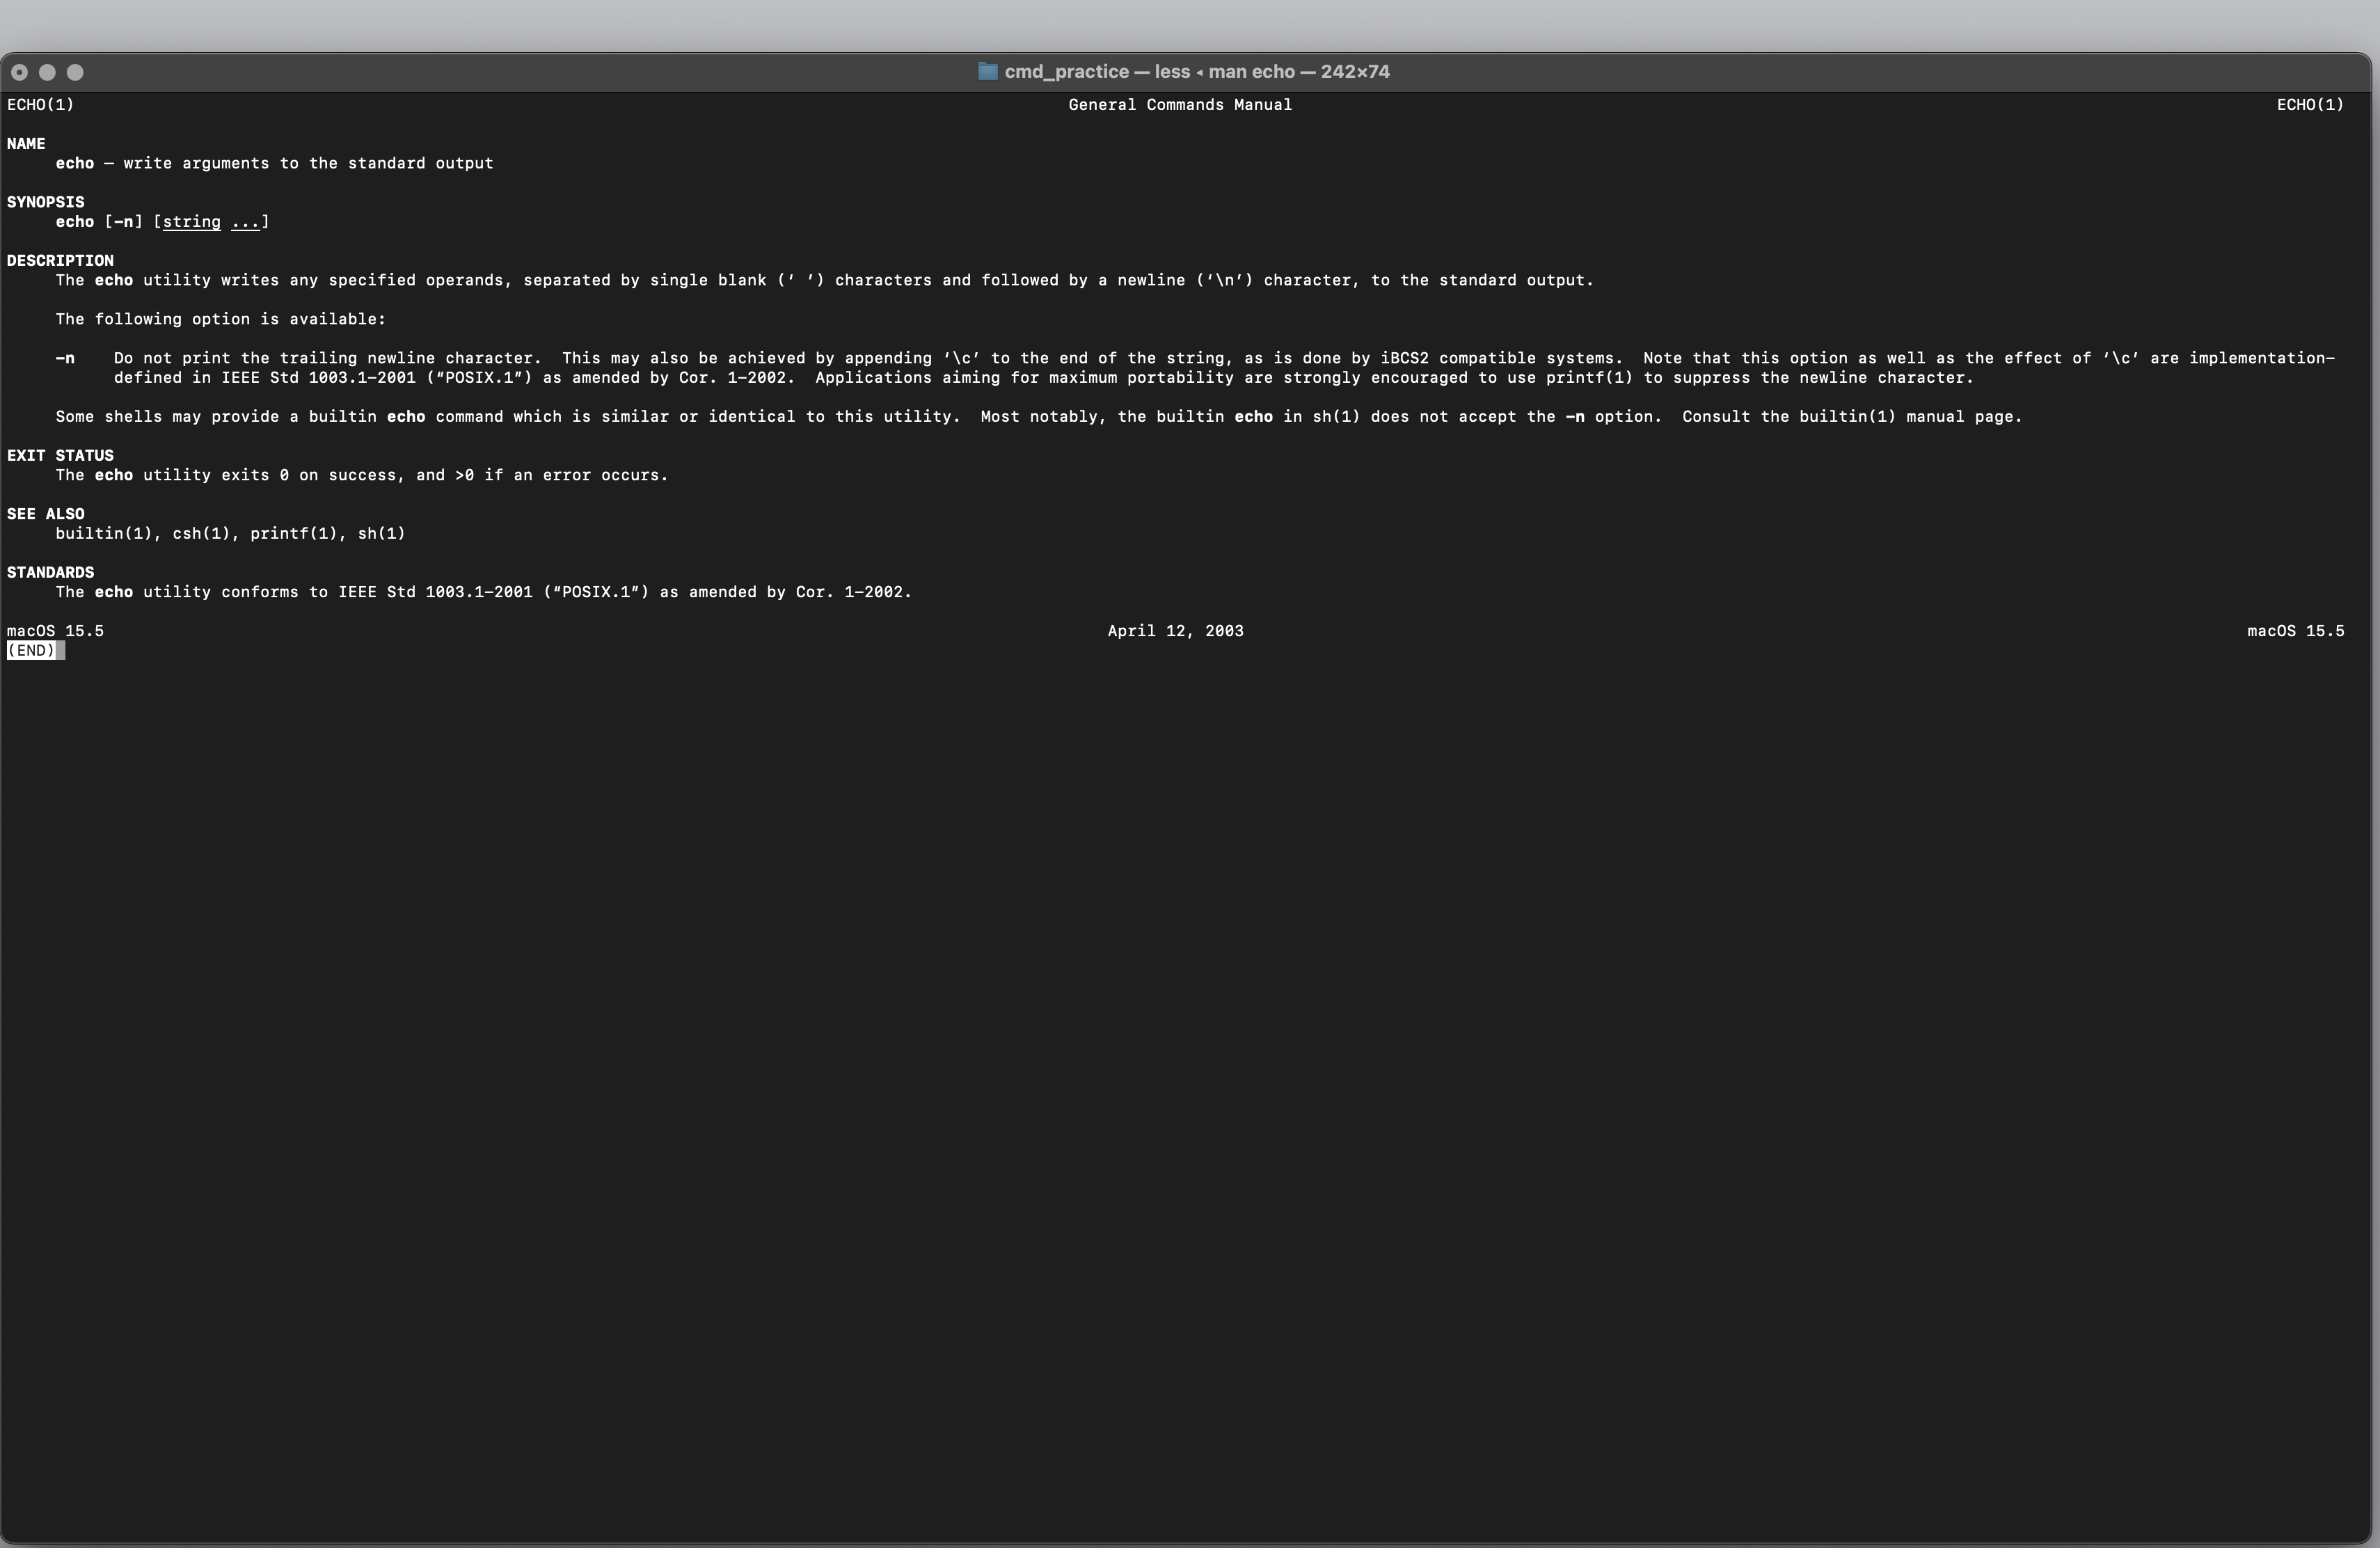 cmd_practice — less ◂ man echo — 242×74
ECHO(1) General Commands Manual ECHO(1)
NAME
echo – write arguments to the standard output
SYNOPSIS
echo [-n] [string ...]
DESCRIPTION
The echo utility writes any specified operands, separated by single blank (‘ ’) characters and followed by a newline (‘\n’) character, to the standard output.
The following option is available:
-n Do not print the trailing newline character.  This may also be achieved by appending ‘\c’ to the end of the string, as is done by iBCS2 compatible systems.  Note that this option as well as the effect of ‘\c’ are implementation-
defined in IEEE Std 1003.1-2001 (“POSIX.1”) as amended by Cor. 1-2002.  Applications aiming for maximum portability are strongly encouraged to use printf(1) to suppress the newline character.
Some shells may provide a builtin echo command which is similar or identical to this utility.  Most notably, the builtin echo in sh(1) does not accept the -n option.  Consult the builtin(1) manual page.
EXIT STATUS
The echo utility exits 0 on success, and >0 if an error occurs.
SEE ALSO
builtin(1), csh(1), printf(1), sh(1)
STANDARDS
The echo utility conforms to IEEE Std 1003.1-2001 (“POSIX.1”) as amended by Cor. 1-2002.
macOS 15.5 April 12, 2003 macOS 15.5
(END)